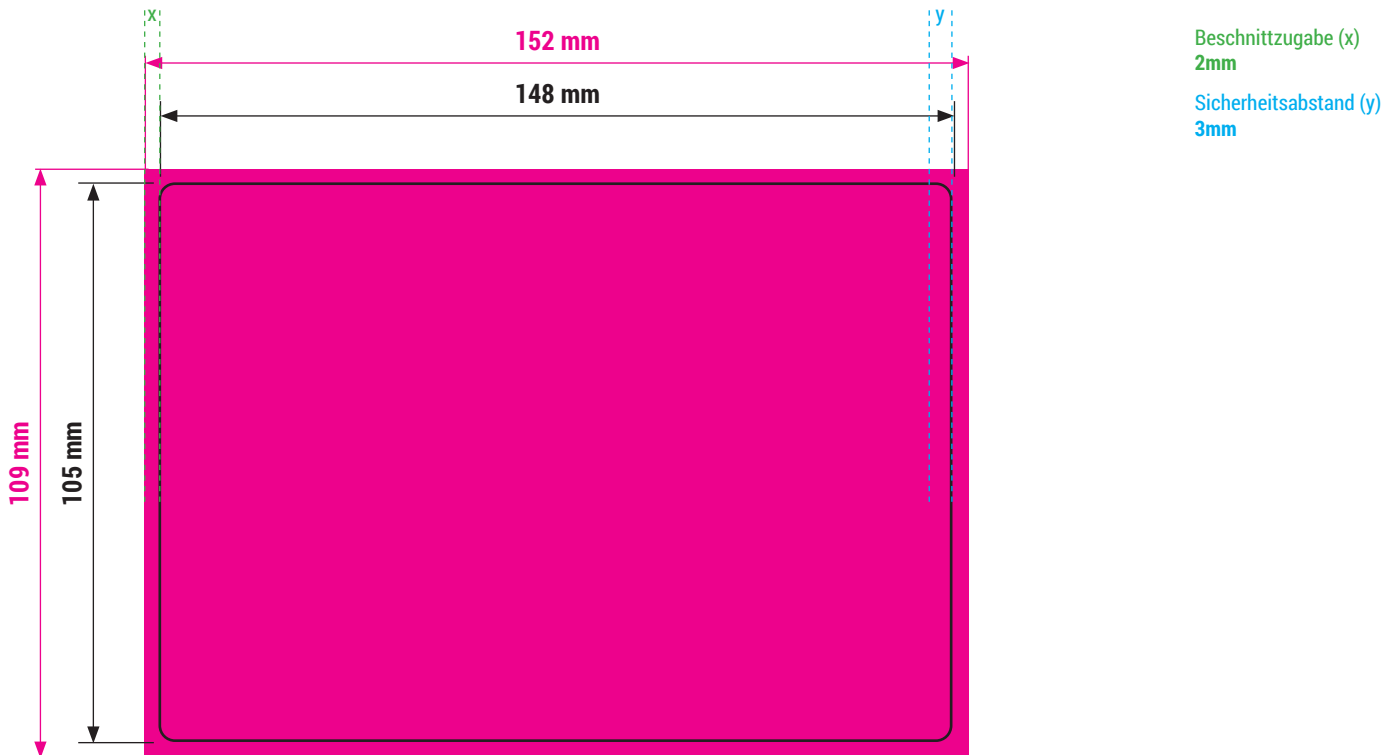 x
y
152 mm
148 mm
Beschnittzugabe (x)
2mm
Sicherheitsabstand (y)
3mm
109 mm
105 mm